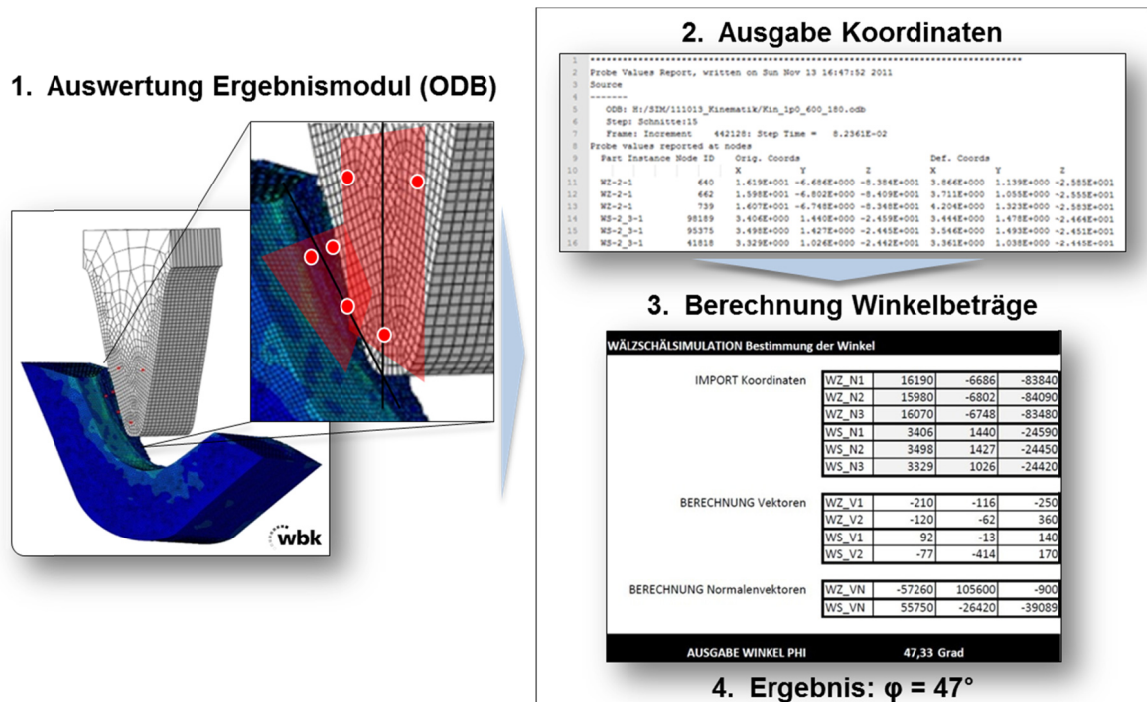 1. Auswertung Ergebnismodul (ODB)
wbk
2. Ausgabe Koordinaten
1 ********************************************************************************
2 Probe Values Report, written on Sun Nov 13 16:47:52 2011
3 Source
4 -------
5 ODB: H:/SIM/111013_Kinematik/Kin_1p0_600_180.odb
6 Step: Schnitte:15
7 Frame: Increment 442128: Step Time = 8.2361E-02
8 Probe values reported at nodes
9 Part Instance Node ID Orig. Coords Def. Coords
10 X Y Z X Y Z
11 WZ-2-1 640 1.619E+001 -6.686E+000 -8.384E+001 3.866E+000 1.139E+000 -2.585E+001
12 WZ-2-1 662 1.598E+001 -6.802E+000 -8.409E+001 3.711E+000 1.055E+000 -2.555E+001
13 WZ-2-1 739 1.607E+001 -6.748E+000 -8.348E+001 4.204E+000 1.323E+000 -2.583E+001
14 WS-2_3-1 98189 3.406E+000 1.440E+000 -2.459E+001 3.444E+000 1.478E+000 -2.464E+001
15 WS-2_3-1 95375 3.498E+000 1.427E+000 -2.445E+001 3.546E+000 1.493E+000 -2.451E+001
16 WS-2_3-1 41818 3.329E+000 1.026E+000 -2.442E+001 3.361E+000 1.038E+000 -2.445E+001
3. Berechnung Winkelbeträge
WÄLZSCHÄLSIMULATION Bestimmung der Winkel
IMPORT Koordinaten WZ_N1 16190 -6686 -83840
WZ_N2 15980 -6802 -84090
WZ_N3 16070 -6748 -83480
WS_N1 3406 1440 -24590
WS_N2 3498 1427 -24450
WS_N3 3329 1026 -24420
BERECHNUNG Vektoren WZ_V1 -210 -116 -250
WZ_V2 -120 -62 360
WS_V1 92 -13 140
WS_V2 -77 -414 170
BERECHNUNG Normalenvektoren WZ_VN -57260 105600 -900
WS_VN 55750 -26420 -39089
AUSGABE WINKEL PHI 47,33 Grad
4. Ergebnis: φ = 47°